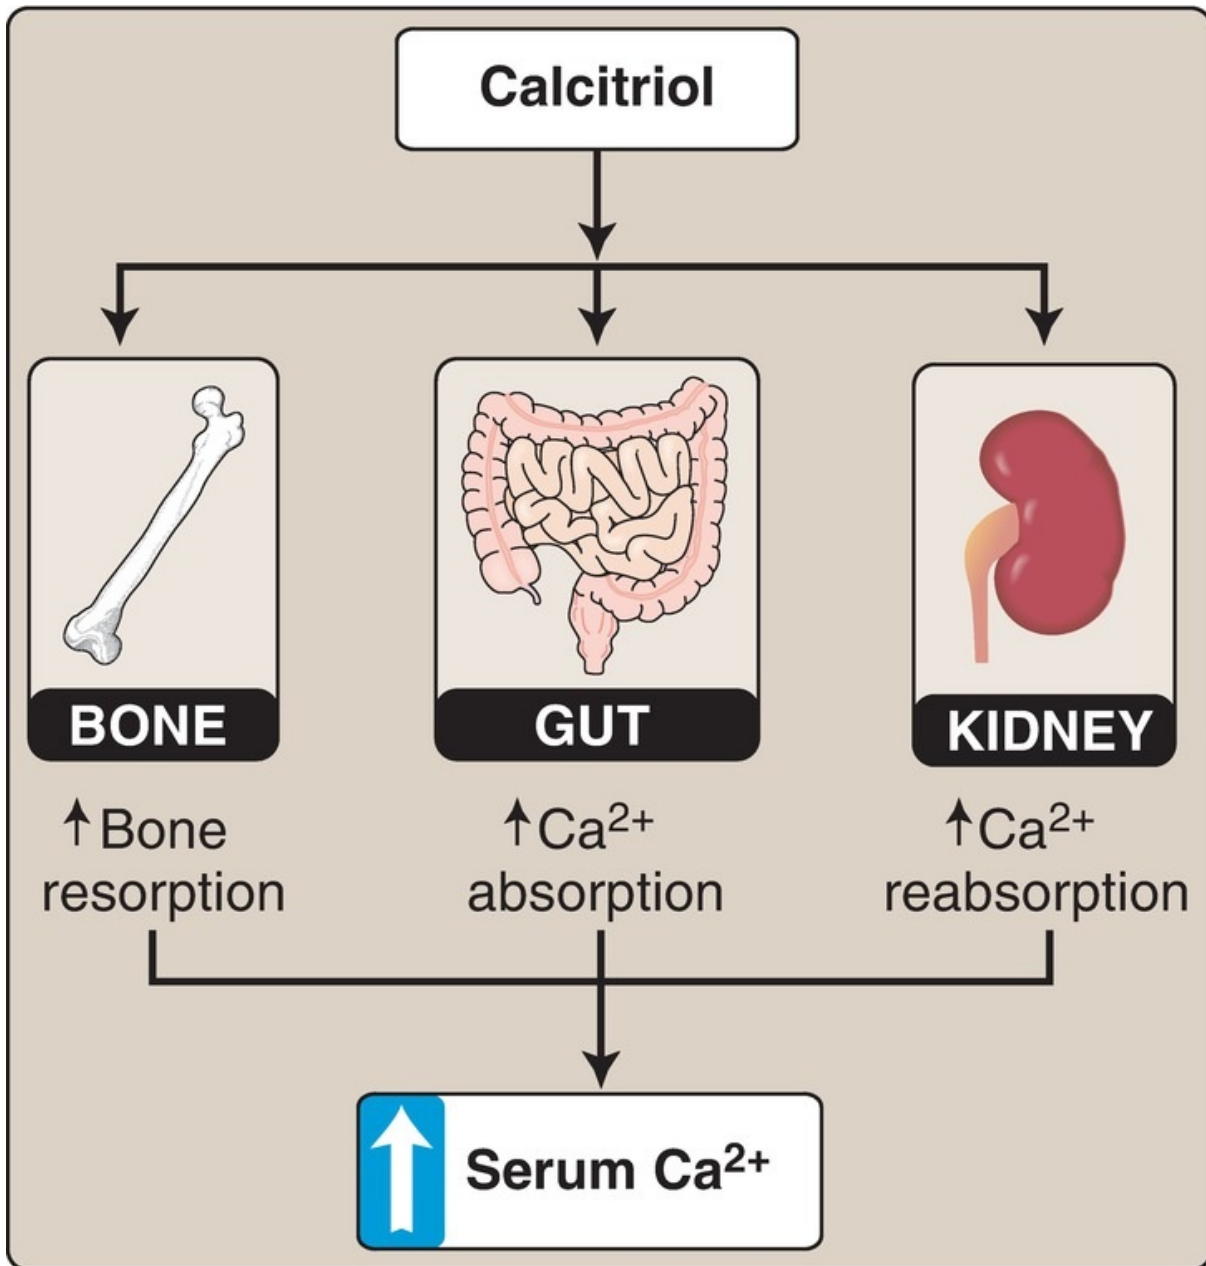 Calcitriol
BONE
GUT
KIDNEY
↑Bone
resorption
↑Ca²⁺
absorption
↑Ca²⁺
reabsorption
↑ Serum Ca²⁺